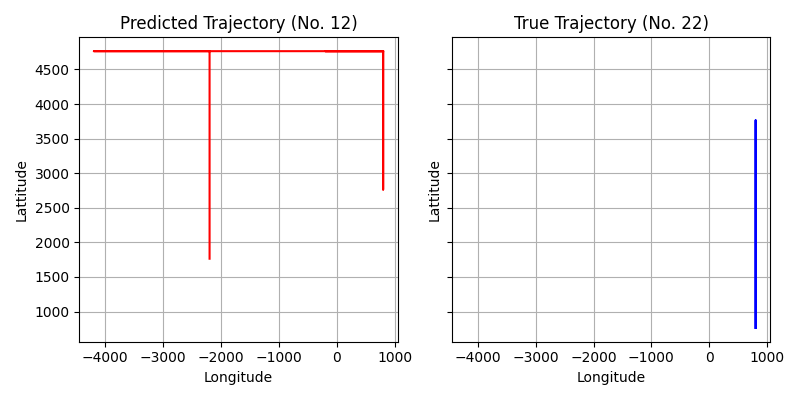 Predicted Trajectory (No. 12)
True Trajectory (No. 22)
Lattitude
4500
4000
3500
3000
2500
2000
1500
1000
−4000 −3000 −2000 −1000 0 1000
Longitude
Lattitude
−4000 −3000 −2000 −1000 0 1000
Longitude